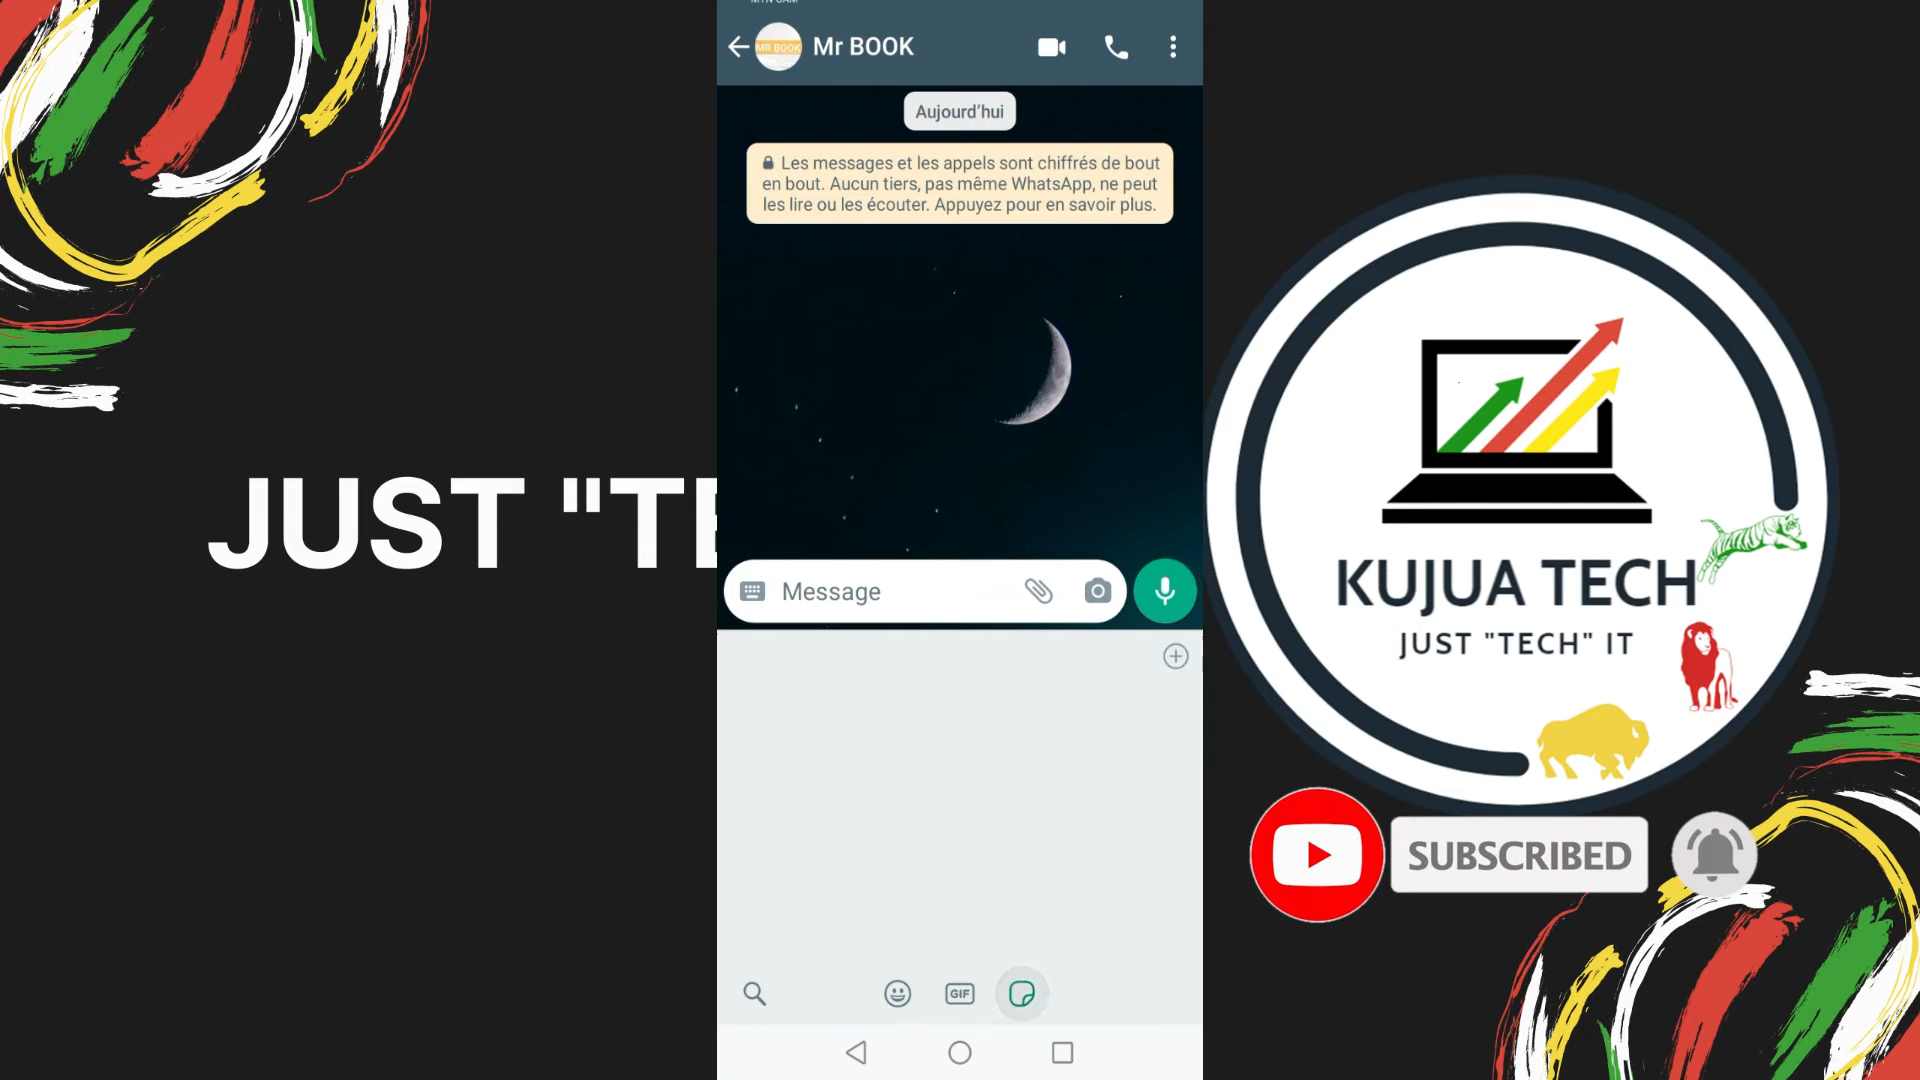 MR BOOK
Mr BOOK
Aujourd'hui
Les messages et les appels sont chiffrés de bout
en bout. Aucun tiers, pas même WhatsApp, ne peut
les lire ou les écouter. Appuyez pour en savoir plus.
JUST "TE
Message
GIF
KUJUA TECH
JUST "TECH" IT
SUBSCRIBED